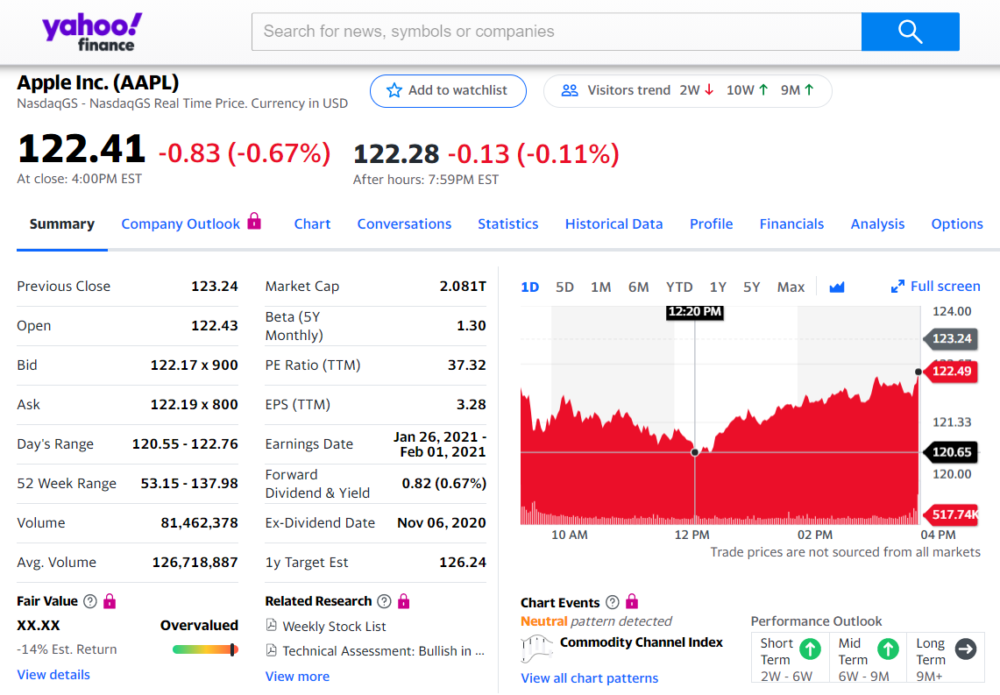 yahoo!
finance
Search for news, symbols or companies
Apple Inc. (AAPL)
NasdaqGS - NasdaqGS Real Time Price. Currency in USD
Add to watchlist
Visitors trend 2W ↓ 10W ↑ 9M ↑
122.41 -0.83 (-0.67%)
At close: 4:00PM EST
122.28 -0.13 (-0.11%)
After hours: 7:59PM EST
Summary Company Outlook Chart Conversations Statistics Historical Data Profile Financials Analysis Options
Previous Close 123.24
Open 122.43
Bid 122.17 x 900
Ask 122.19 x 800
Day's Range 120.55 - 122.76
52 Week Range 53.15 - 137.98
Volume 81,462,378
Avg. Volume 126,718,887
Market Cap 2.081T
Beta (5Y
Monthly) 1.30
PE Ratio (TTM) 37.32
EPS (TTM) 3.28
Earnings Date Jan 26, 2021 -
Feb 01, 2021
Forward
Dividend & Yield 0.82 (0.67%)
Ex-Dividend Date Nov 06, 2020
1y Target Est 126.24
1D 5D 1M 6M YTD 1Y 5Y Max Full screen
12:20 PM
124.00
123.24
122.49
121.33
120.65
120.00
517.74K
10 AM 12 PM 02 PM 04 PM
Trade prices are not sourced from all markets
Fair Value
XX.XX Overvalued
-14% Est. Return
View details
Related Research
Weekly Stock List
Technical Assessment: Bullish in ...
View more
Chart Events
Neutral pattern detected
Commodity Channel Index
View all chart patterns
Performance Outlook
Short
Term
2W - 6W
Mid
Term
6W - 9M
Long
Term
9M+